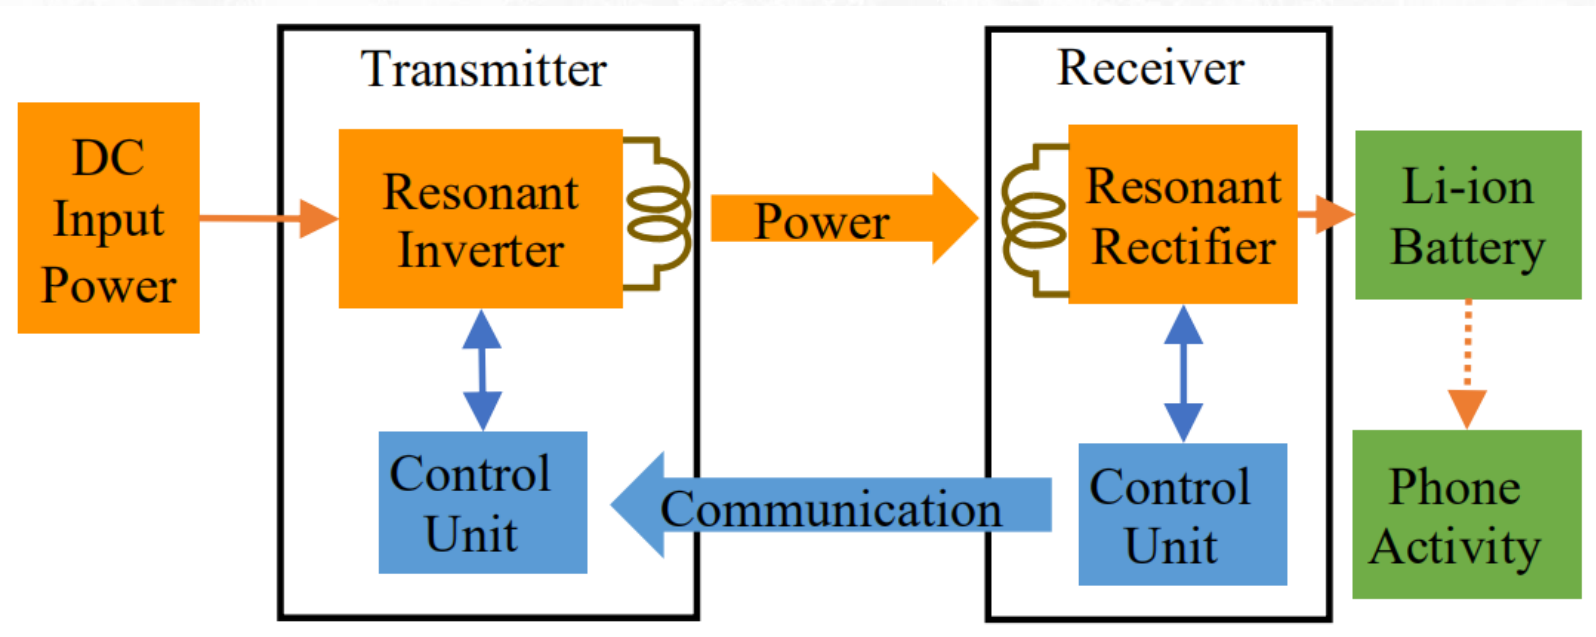 Transmitter
Receiver
DC
Input
Power
Resonant
Inverter
Power
Resonant
Rectifier
Li-ion
Battery
Control
Unit
Communication
Control
Unit
Phone
Activity